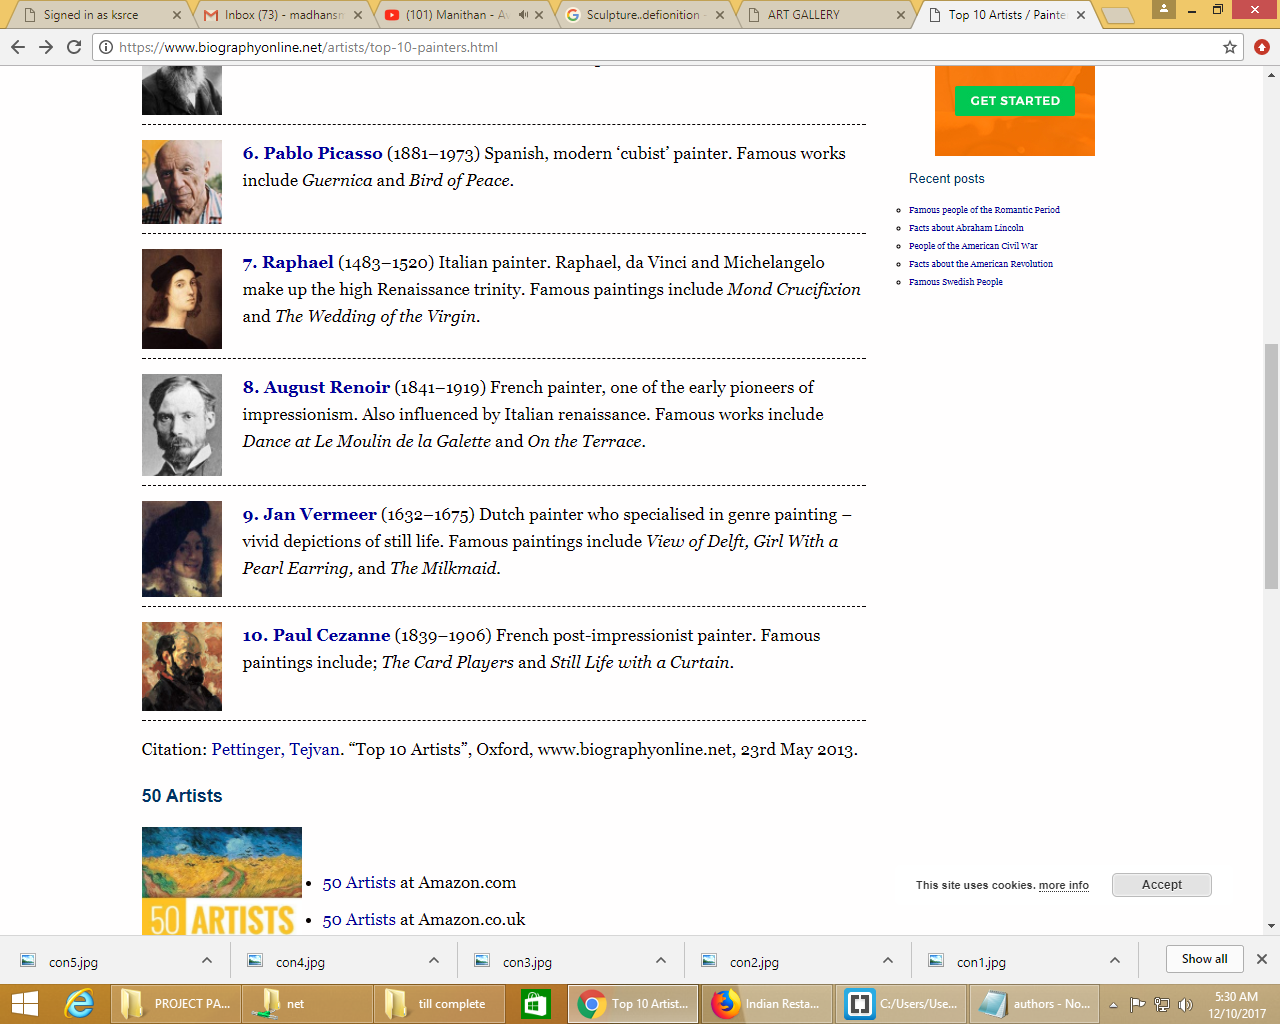 Signed in as ksrce
Inbox (73) - madhansm
(101) Manithan - Aw
Sculpture..defionition -
ART GALLERY
Top 10 Artists / Painte
https://www.biographyonline.net/artists/top-10-painters.html
GET STARTED
6. Pablo Picasso (1881–1973) Spanish, modern ‘cubist’ painter. Famous works
include Guernica and Bird of Peace.
7. Raphael (1483–1520) Italian painter. Raphael, da Vinci and Michelangelo
make up the high Renaissance trinity. Famous paintings include Mond Crucifixion
and The Wedding of the Virgin.
8. August Renoir (1841–1919) French painter, one of the early pioneers of
impressionism. Also influenced by Italian renaissance. Famous works include
Dance at Le Moulin de la Galette and On the Terrace.
9. Jan Vermeer (1632–1675) Dutch painter who specialised in genre painting –
vivid depictions of still life. Famous paintings include View of Delft, Girl With a
Pearl Earring, and The Milkmaid.
10. Paul Cezanne (1839–1906) French post-impressionist painter. Famous
paintings include; The Card Players and Still Life with a Curtain.
Citation: Pettinger, Tejvan. “Top 10 Artists”, Oxford, www.biographyonline.net, 23rd May 2013.
50 Artists
50 ARTISTS
50 Artists at Amazon.com
50 Artists at Amazon.co.uk
Recent posts
Famous people of the Romantic Period
Facts about Abraham Lincoln
People of the American Civil War
Facts about the American Revolution
Famous Swedish People
This site uses cookies. more info
Accept
con5.jpg
con4.jpg
con3.jpg
con2.jpg
con1.jpg
Show all
PROJECT PA...
net
till complete
Top 10 Artist...
Indian Resta...
C:/Users/Use...
authors - No...
5:30 AM
12/10/2017